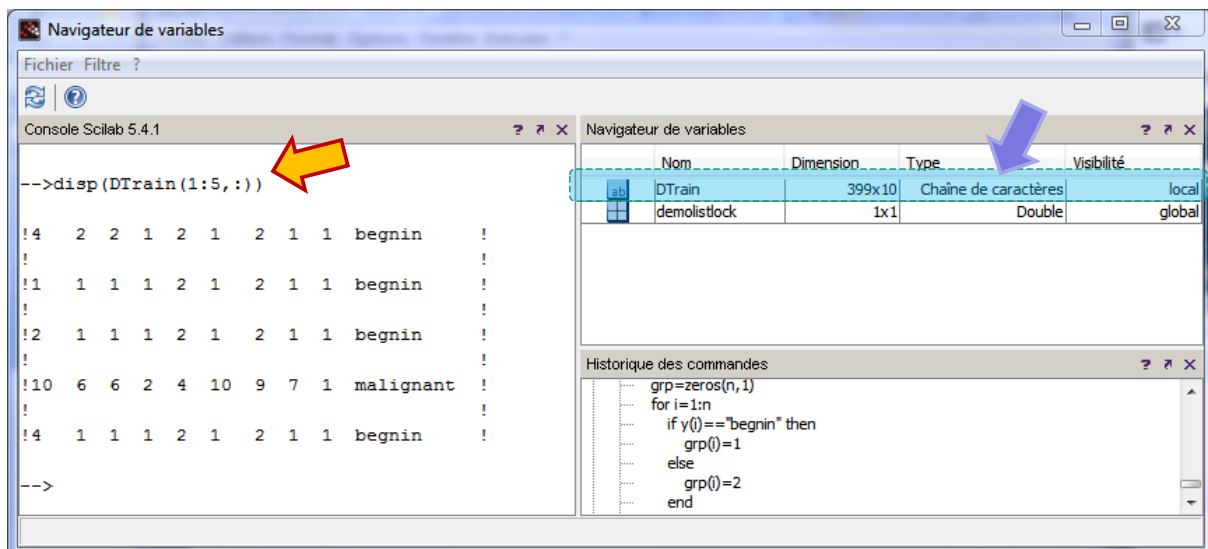 Navigateur de variables
Fichier Filtre ?
Console Scilab 5.4.1
-->disp(DTrain(1:5,:))
!4 2 2 1 2 1 2 1 1 begnin !
! !
!1 1 1 1 2 1 2 1 1 begnin !
! !
!2 1 1 1 2 1 2 1 1 begnin !
! !
!10 6 6 2 4 10 9 7 1 malignant !
! !
!4 1 1 1 2 1 2 1 1 begnin !
-->
Navigateur de variables
Nom Dimension Type Visibilité
DTrain 399x10 Chaîne de caractères local
demolistlock 1x1 Double global
Historique des commandes
grp=zeros(n,1)
for i=1:n
if y(i)=="begnin" then
grp(i)=1
else
grp(i)=2
end